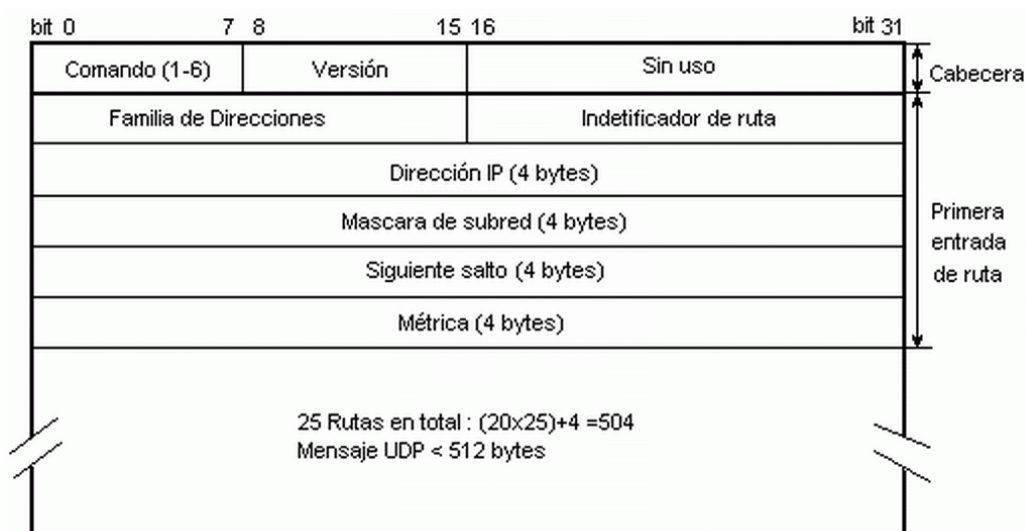 bit 0 7 8 15 16 bit 31
Comando (1-6) Versión Sin uso Cabecera
Familia de Direcciones Indetificador de ruta
Dirección IP (4 bytes)
Mascara de subred (4 bytes)
Siguiente salto (4 bytes)
Métrica (4 bytes)
Primera
entrada
de ruta
25 Rutas en total : (20x25)+4 =504
Mensaje UDP < 512 bytes